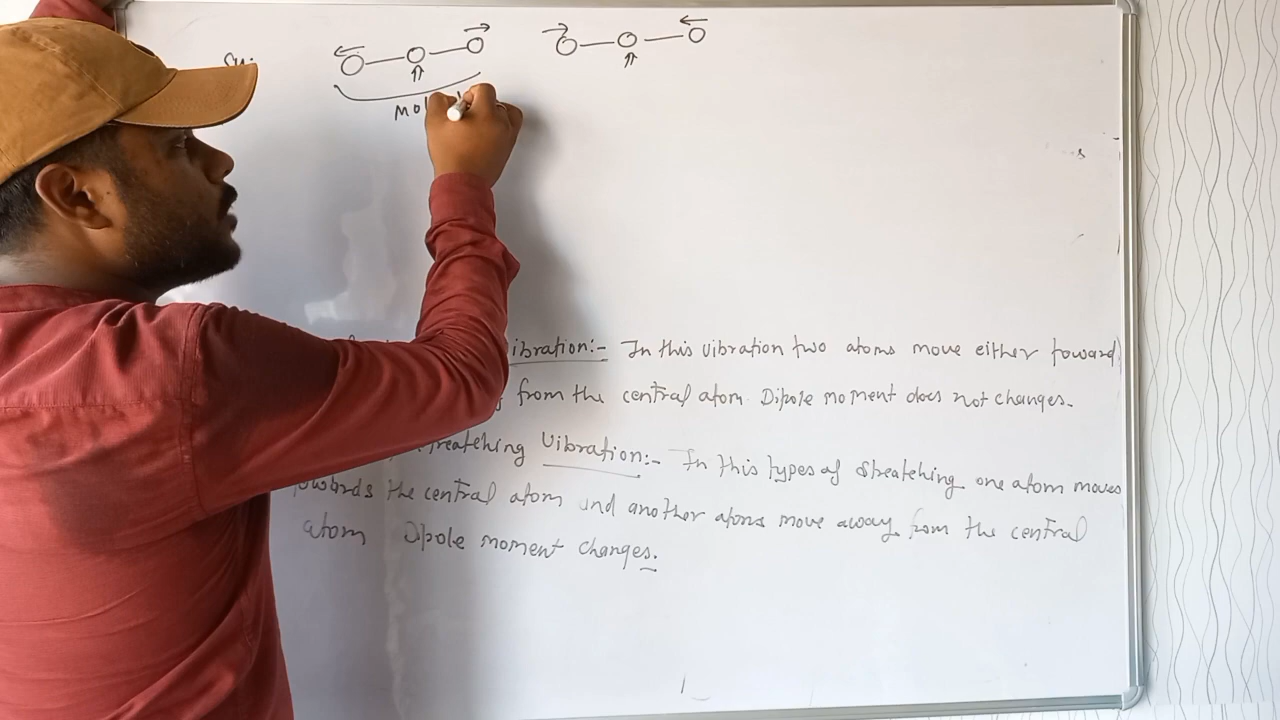 Sy:
mol
ibration:- In this vibration two atoms move either toward
from the central atom. Dipole moment does not changes.
treatching Vibration:- In this types of streatching one atom moves
towards the central atom and another atoms move away from the central
atom Dipole moment changes.